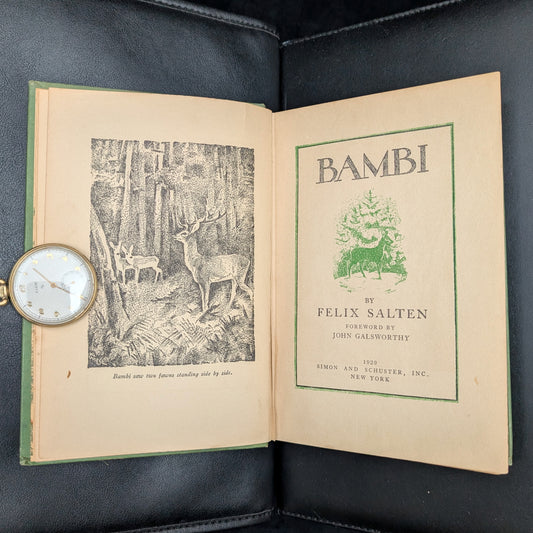 Bambi saw two fawns standing side by side.
BAMBI
BY
FELIX SALTEN
FOREWORD BY
JOHN GALSWORTHY
1929
SIMON AND SCHUSTER, INC.
NEW YORK